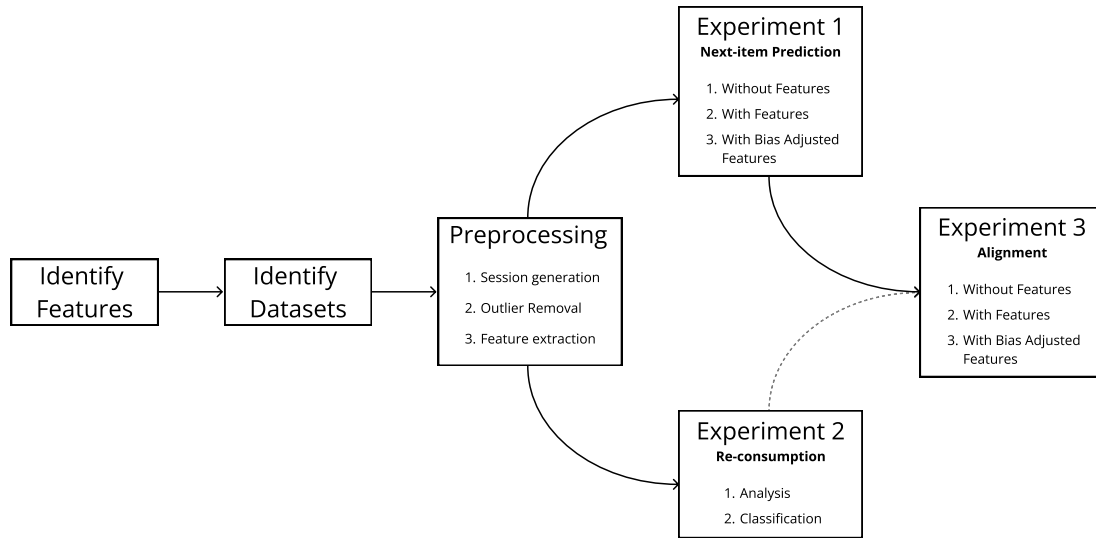 Identify
Features
Identify
Datasets
Preprocessing
1. Session generation
2. Outlier Removal
3. Feature extraction
Experiment 1
Next-item Prediction
1. Without Features
2. With Features
3. With Bias Adjusted
Features
Experiment 2
Re-consumption
1. Analysis
2. Classification
Experiment 3
Alignment
1. Without Features
2. With Features
3. With Bias Adjusted
Features